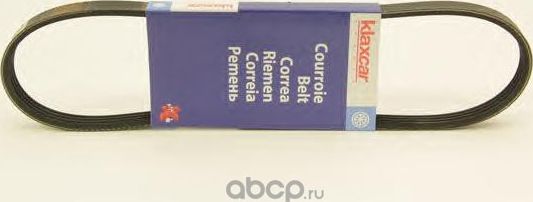 klaxcar
Courroie
Belt
Correa
Riemen
Correia
Ремень
abcp.ru